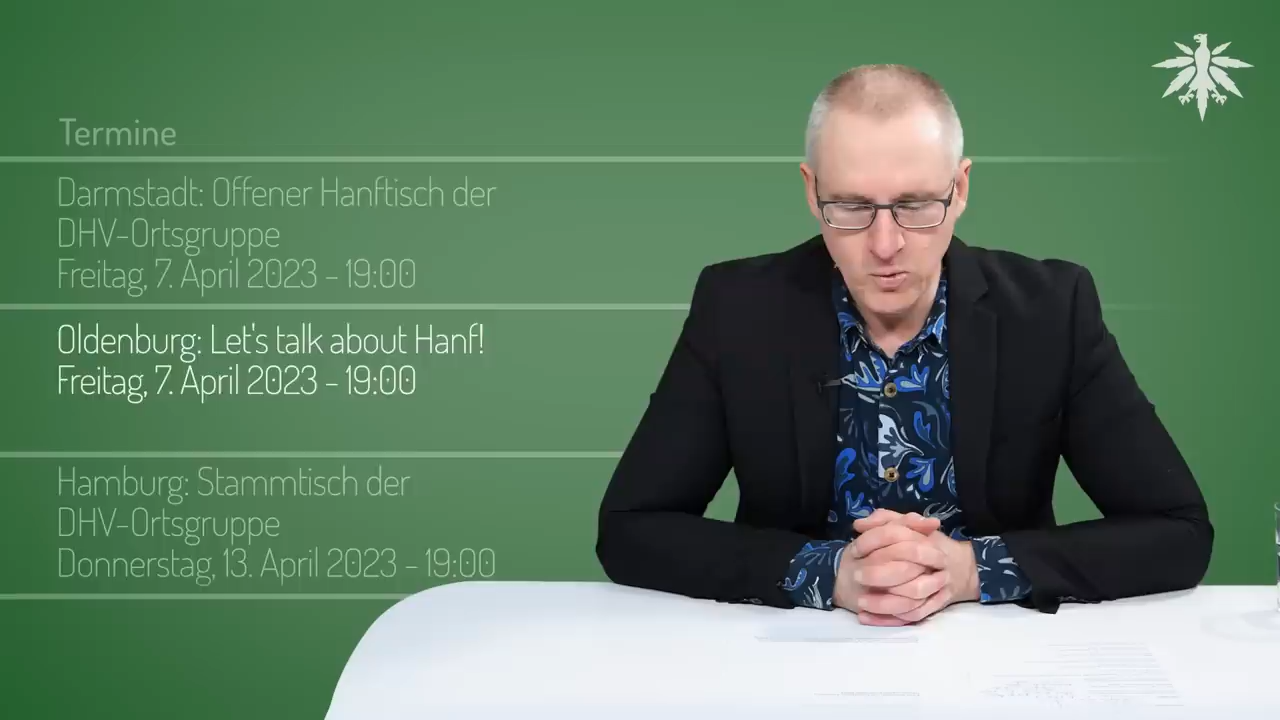 Termine
Darmstadt: Offener Hanftisch der
DHV-Ortsgruppe
Freitag, 7. April 2023 - 19:00
Oldenburg: Let's talk about Hanf!
Freitag, 7. April 2023 - 19:00
Hamburg: Stammtisch der
DHV-Ortsgruppe
Donnerstag, 13. April 2023 - 19:00